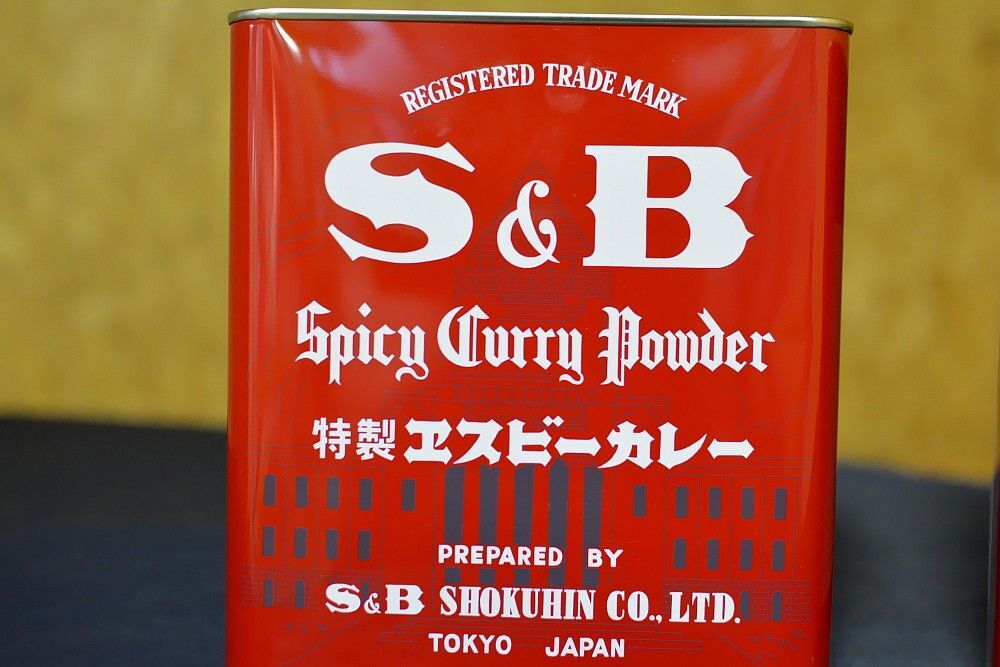 REGISTERED TRADE MARK
S&B
Spicy Curry Powder
特製ヱスビーカレー
PREPARED BY
S&B SHOKUHIN CO., LTD.
TOKYO JAPAN